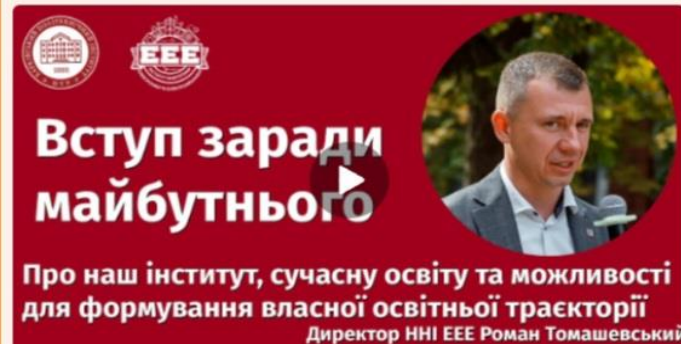 ЕЕЕ
Вступ заради
майбутнього
Про наш інститут, сучасну освіту та можливості
для формування власної освітньої траєкторії
Директор ННІ ЕЕЕ Роман Томашевський